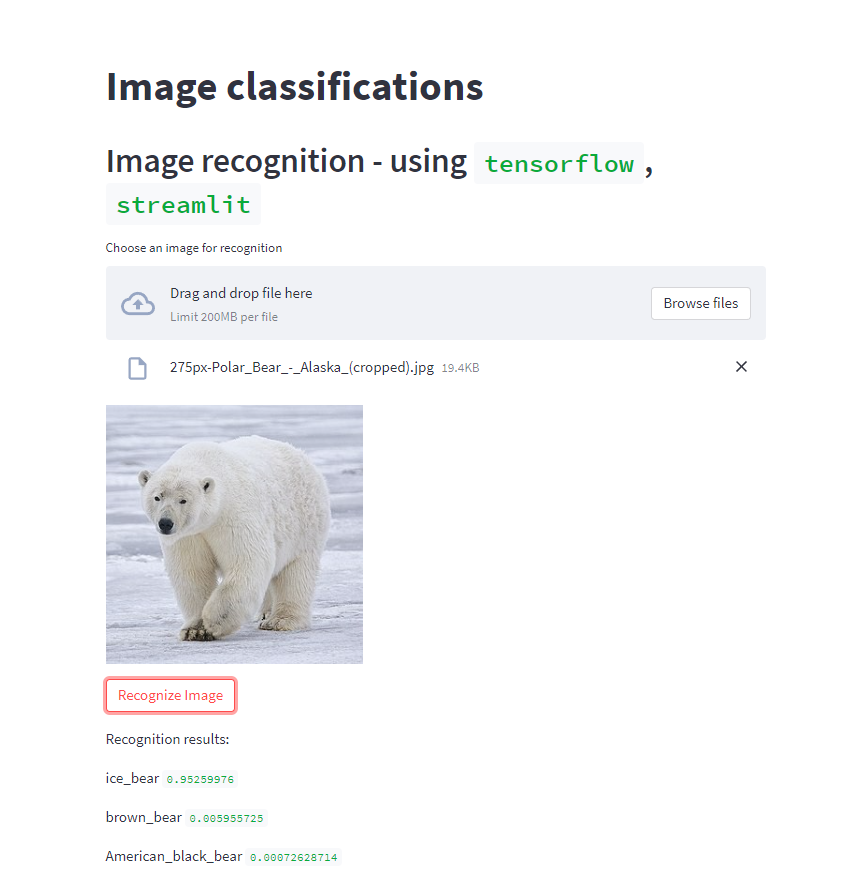 Image classifications
Image recognition - using tensorflow ,
streamlit
Choose an image for recognition
Drag and drop file here
Limit 200MB per file
Browse files
275px-Polar_Bear_-_Alaska_(cropped).jpg 19.4KB
Recognize Image
Recognition results:
ice_bear 0.95259976
brown_bear 0.005955725
American_black_bear 0.00072628714